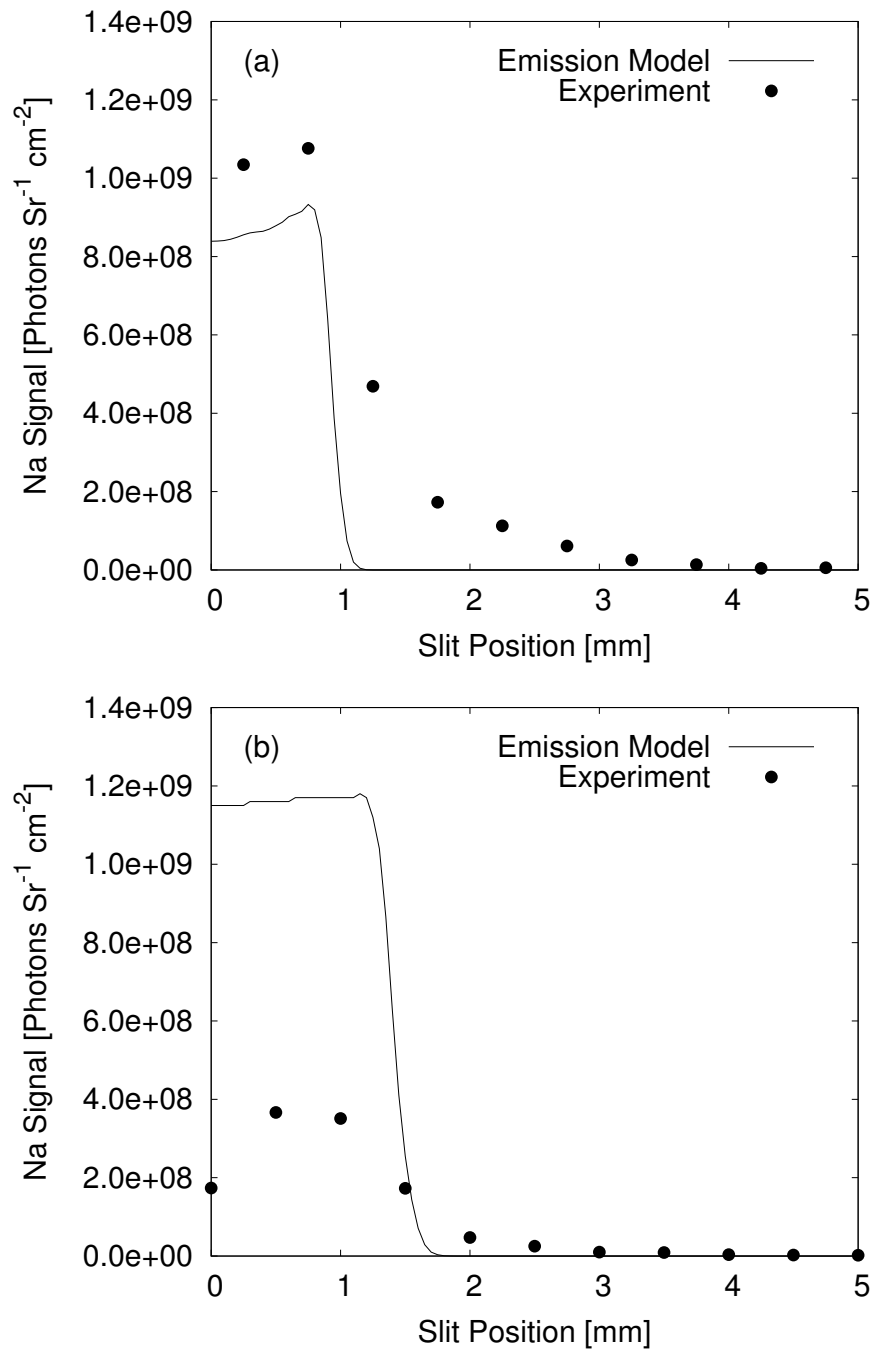 1.4e+09
(a)
Emission Model
1.2e+09
Experiment
1.0e+09
8.0e+08
6.0e+08
4.0e+08
2.0e+08
0.0e+00
Na Signal [Photons Sr⁻¹ cm⁻²]
0 1 2 3 4 5
Slit Position [mm]
1.4e+09
(b)
Emission Model
Experiment
1.2e+09
1.0e+09
8.0e+08
6.0e+08
4.0e+08
2.0e+08
0.0e+00
Na Signal [Photons Sr⁻¹ cm⁻²]
0 1 2 3 4 5
Slit Position [mm]